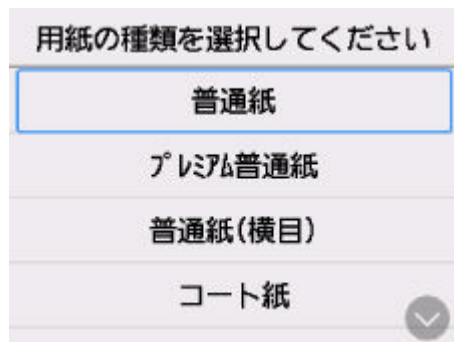 用紙の種類を選択してください
普通紙
プレミアム普通紙
普通紙(横目)
コート紙